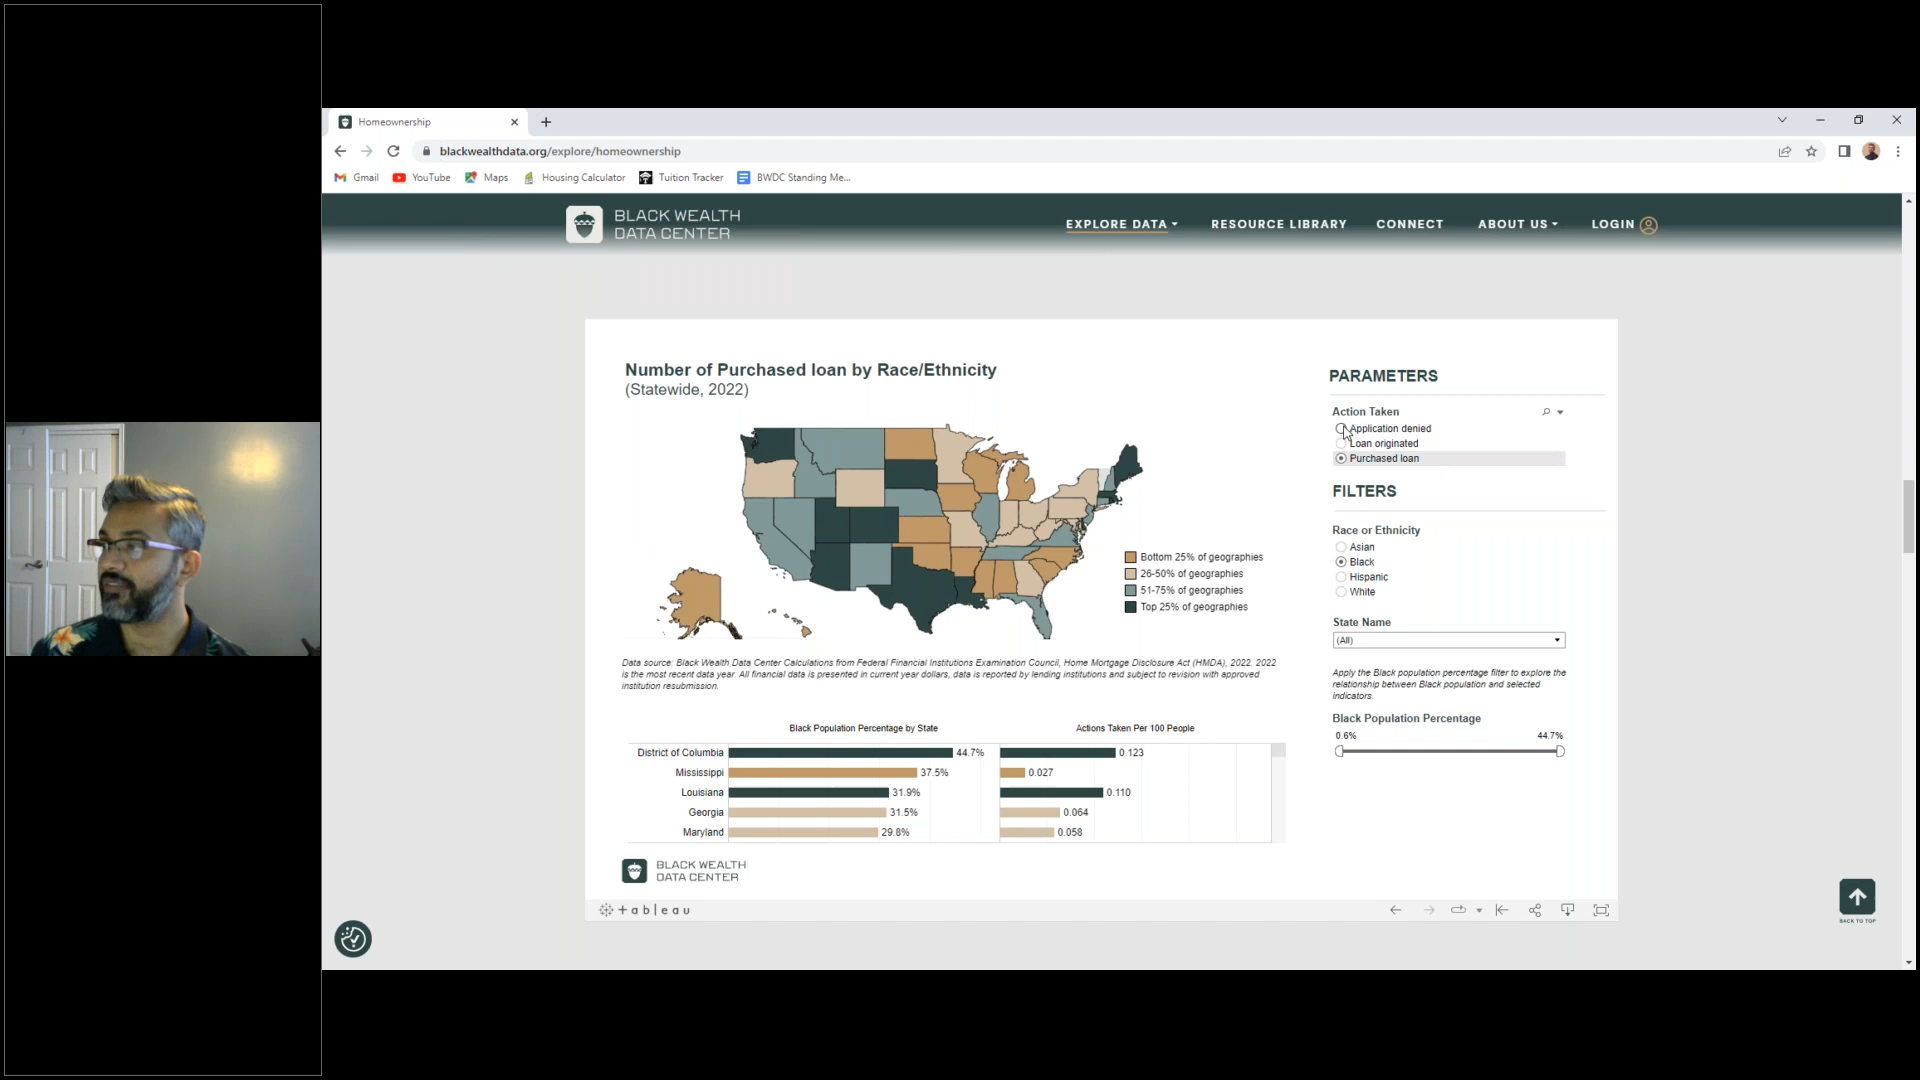 Homeownership
blackwealthdata.org/explore/homeownership
Gmail YouTube Maps Housing Calculator Tuition Tracker BWDC Standing Me...
BLACK WEALTH
DATA CENTER
EXPLORE DATA RESOURCE LIBRARY CONNECT ABOUT US LOGIN
Number of Purchased loan by Race/Ethnicity
(Statewide, 2022)
Bottom 25% of geographies
26-50% of geographies
51-75% of geographies
Top 25% of geographies
Data source: Black Wealth Data Center Calculations from Federal Financial Institutions Examination Council, Home Mortgage Disclosure Act (HMDA), 2022. 2022
is the most recent data year. All financial data is presented in current year dollars, data is reported by lending institutions and subject to revision with approved
institution resubmission.
Black Population Percentage by State Actions Taken Per 100 People
District of Columbia 44.7% 0.123
Mississippi 37.5% 0.027
Louisiana 31.9% 0.110
Georgia 31.5% 0.064
Maryland 29.8% 0.058
BLACK WEALTH
DATA CENTER
PARAMETERS
Action Taken
Application denied
Loan originated
Purchased loan
FILTERS
Race or Ethnicity
Asian
Black
Hispanic
White
State Name
(All)
Apply the Black population percentage filter to explore the
relationship between Black population and selected
indicators.
Black Population Percentage
0.6% 44.7%
+ableau
BACK TO TOP